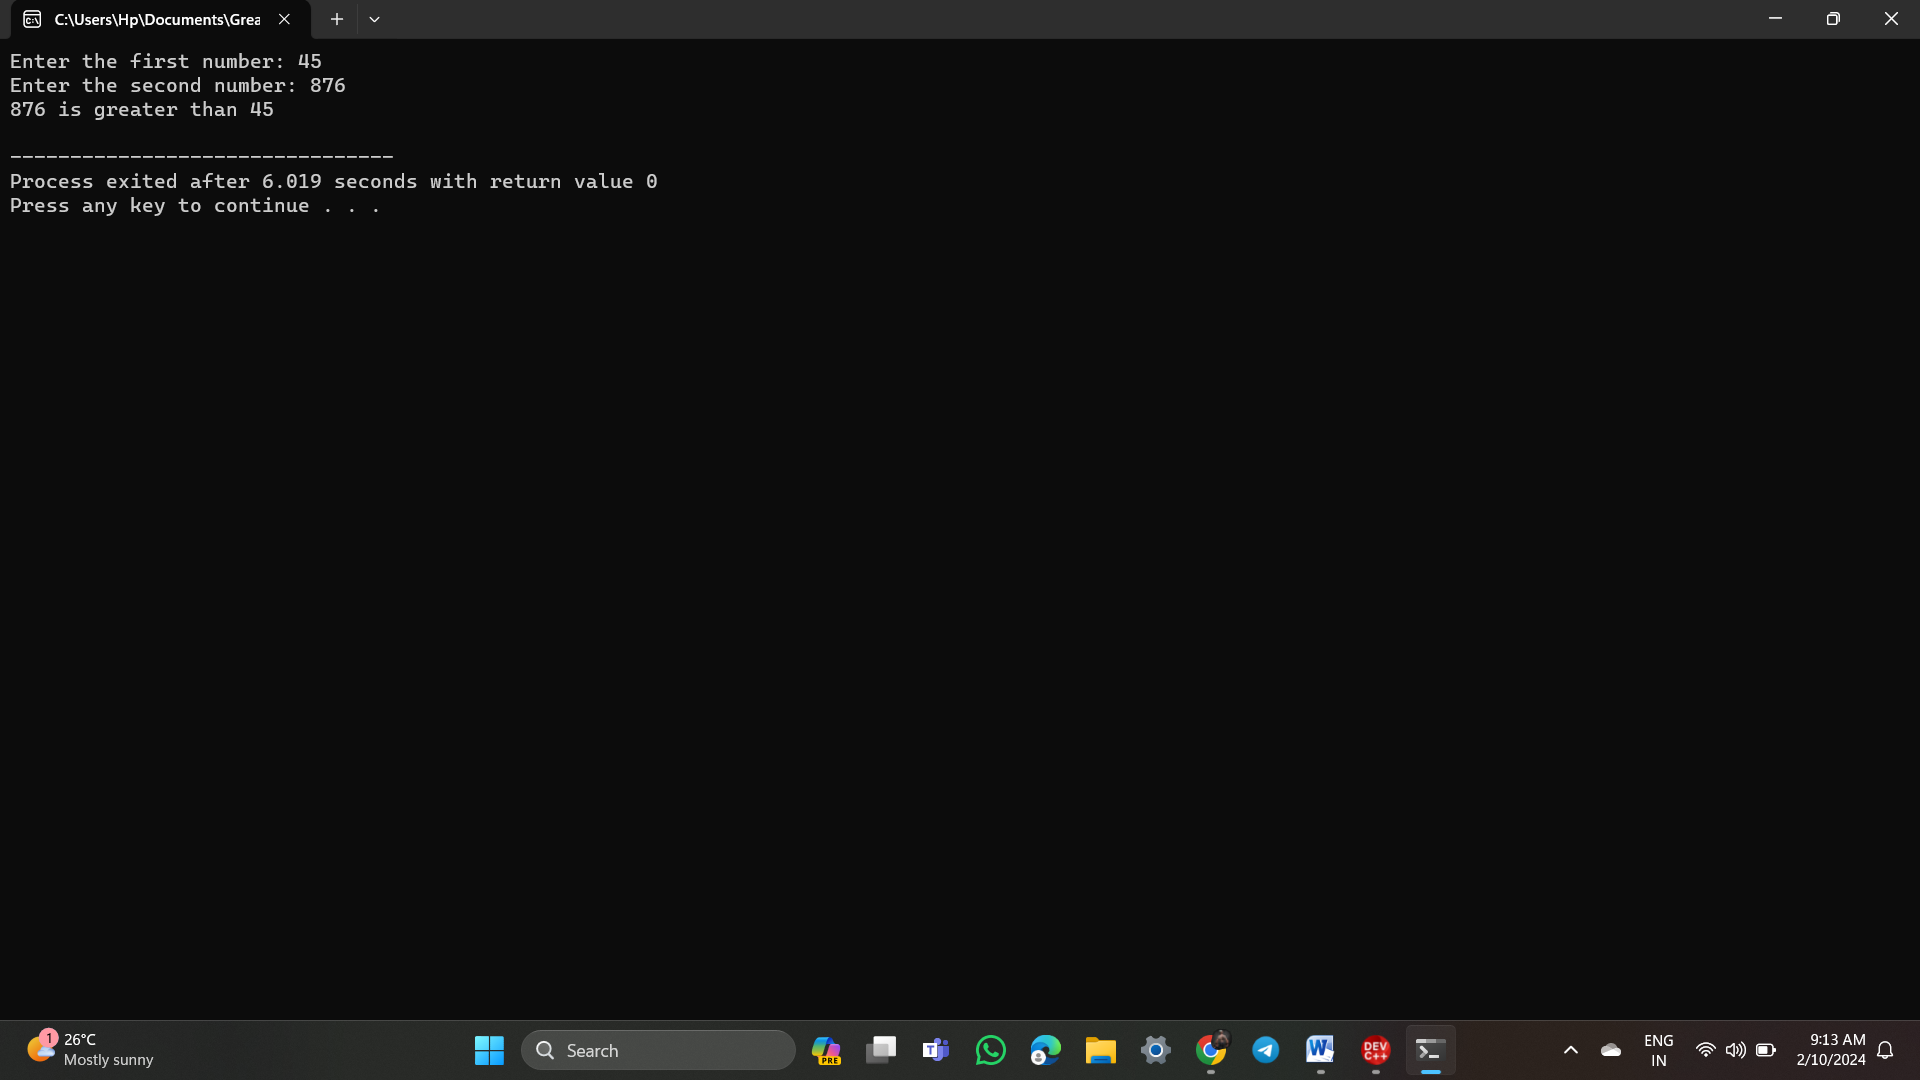 C:\Users\Hp\Documents\Grea
Enter the first number: 45
Enter the second number: 876
876 is greater than 45
--------------------------------
Process exited after 6.019 seconds with return value 0
Press any key to continue . . .
1
26°C
Mostly sunny
Search
PRE
T
W
DEV
C++
ENG
IN
9:13 AM
2/10/2024